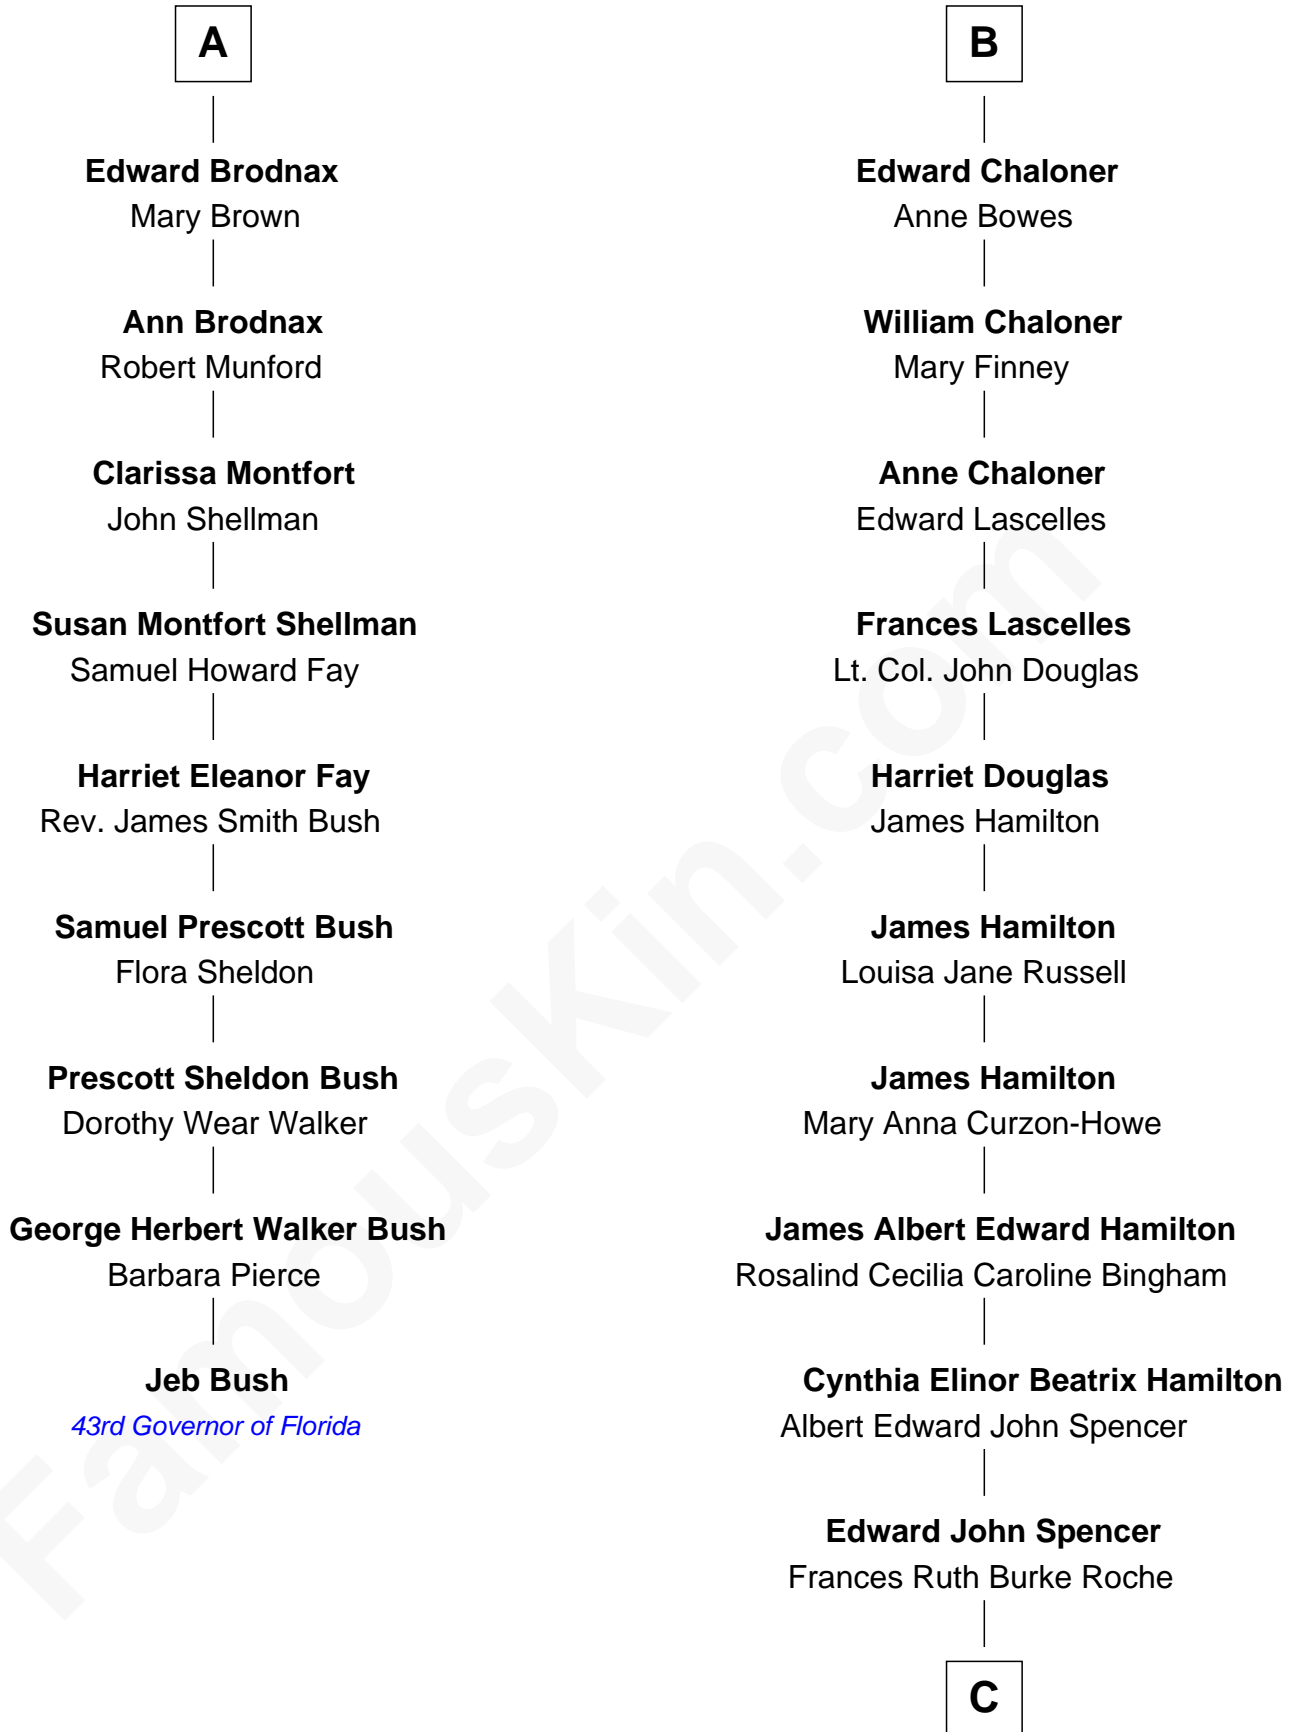 A
Edward Brodnax
Mary Brown
Ann Brodnax
Robert Munford
Clarissa Montfort
John Shellman
Susan Montfort Shellman
Samuel Howard Fay
Harriet Eleanor Fay
Rev. James Smith Bush
Samuel Prescott Bush
Flora Sheldon
Prescott Sheldon Bush
Dorothy Wear Walker
George Herbert Walker Bush
Barbara Pierce
Jeb Bush
43rd Governor of Florida
B
Edward Chaloner
Anne Bowes
William Chaloner
Mary Finney
Anne Chaloner
Edward Lascelles
Frances Lascelles
Lt. Col. John Douglas
Harriet Douglas
James Hamilton
James Hamilton
Louisa Jane Russell
James Hamilton
Mary Anna Curzon-Howe
James Albert Edward Hamilton
Rosalind Cecilia Caroline Bingham
Cynthia Elinor Beatrix Hamilton
Albert Edward John Spencer
Edward John Spencer
Frances Ruth Burke Roche
C
FamousKin.com